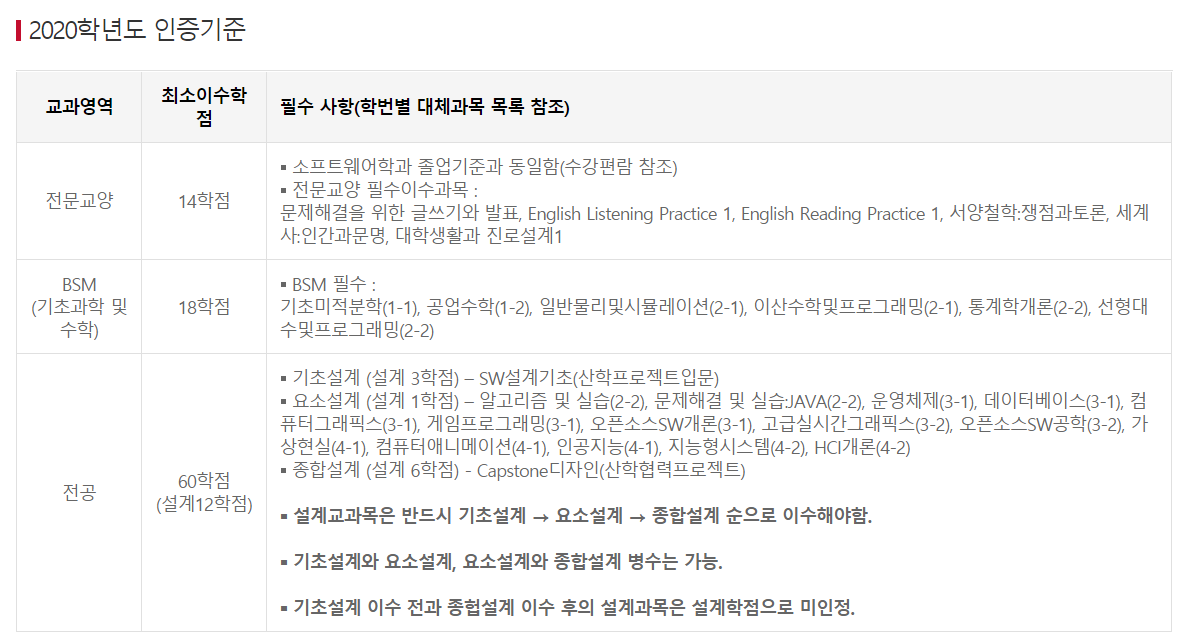 2020학년도 인증기준
교과영역
최소이수학
점
필수 사항(학번별 대체과목 목록 참조)
전문교양
14학점
▪ 소프트웨어학과 졸업기준과 동일함(수강편람 참조)
▪ 전문교양 필수이수과목 :
문제해결을 위한 글쓰기와 발표, English Listening Practice 1, English Reading Practice 1, 서양철학:쟁점과토론, 세계
사:인간과문명, 대학생활과 진로설계1
BSM
(기초과학 및
수학)
18학점
▪ BSM 필수 :
기초미적분학(1-1), 공업수학(1-2), 일반물리및시뮬레이션(2-1), 이산수학및프로그래밍(2-1), 통계학개론(2-2), 선형대
수및프로그래밍(2-2)
전공
60학점
(설계12학점)
▪ 기초설계 (설계 3학점) – SW설계기초(산학프로젝트입문)
▪ 요소설계 (설계 1학점) – 알고리즘 및 실습(2-2), 문제해결 및 실습:JAVA(2-2), 운영체제(3-1), 데이터베이스(3-1), 컴
퓨터그래픽스(3-1), 게임프로그래밍(3-1), 오픈소스SW개론(3-1), 고급실시간그래픽스(3-2), 오픈소스SW공학(3-2), 가
상현실(4-1), 컴퓨터애니메이션(4-1), 인공지능(4-1), 지능형시스템(4-2), HCI개론(4-2)
▪ 종합설계 (설계 6학점) - Capstone디자인(산학협력프로젝트)
▪ 설계교과목은 반드시 기초설계 → 요소설계 → 종합설계 순으로 이수해야함.
▪ 기초설계와 요소설계, 요소설계와 종합설계 병수는 가능.
▪ 기초설계 이수 전과 종헙설계 이수 후의 설계과목은 설계학점으로 미인정.